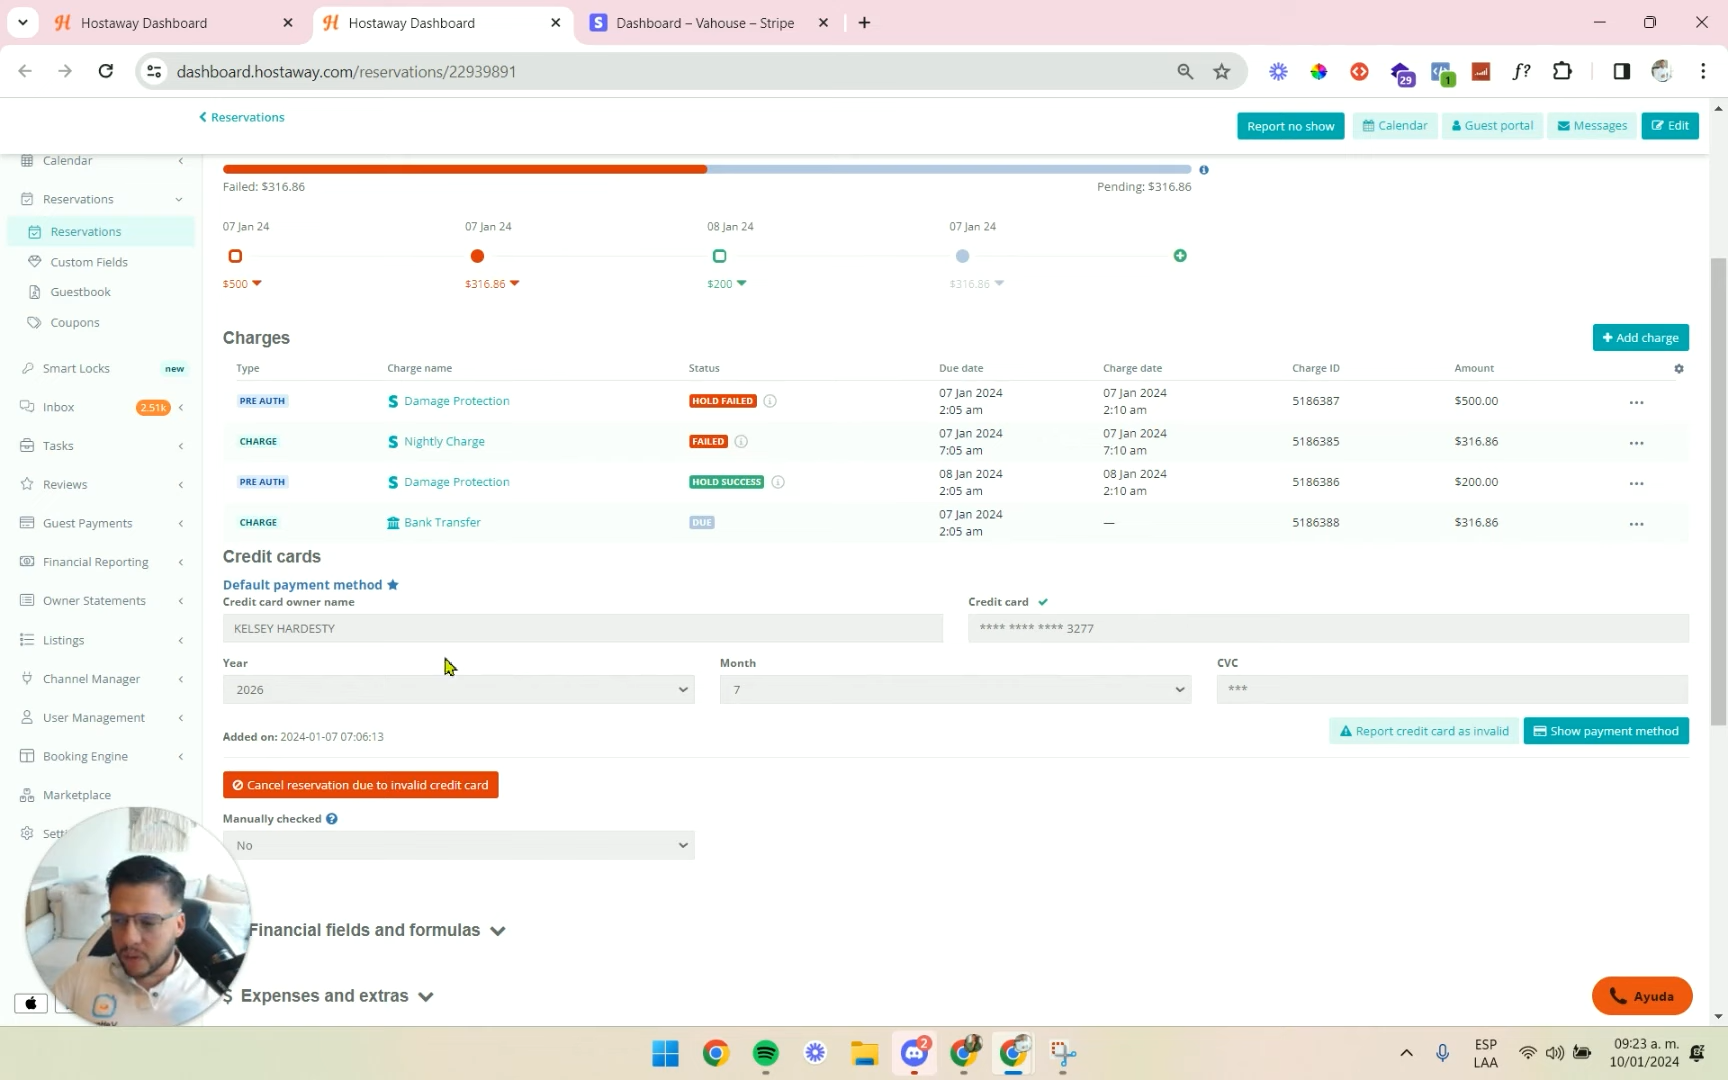 Hostaway Dashboard
Hostaway Dashboard
Dashboard – Vahouse – Stripe
dashboard.hostaway.com/reservations/22939891
29
1
f?
Reservations
Report no show
Calendar
Guest portal
Messages
Edit
Calendar
Reservations
Reservations
Custom Fields
Guestbook
Coupons
Smart Locks new
Inbox 2.51k
Tasks
Reviews
Guest Payments
Financial Reporting
Owner Statements
Listings
Channel Manager
User Management
Booking Engine
Marketplace
Failed: $316.86
Pending: $316.86
07 Jan 24 07 Jan 24 08 Jan 24 07 Jan 24
$500 $316.86 $200 $316.86
Charges
+ Add charge
Type Charge name Status Due date Charge date Charge ID Amount
PRE AUTH Damage Protection HOLD FAILED 07 Jan 2024 2:05 am 07 Jan 2024 2:10 am 5186387 $500.00 ...
CHARGE Nightly Charge FAILED 07 Jan 2024 7:05 am 07 Jan 2024 7:10 am 5186385 $316.86 ...
PRE AUTH Damage Protection HOLD SUCCESS 08 Jan 2024 2:05 am 08 Jan 2024 2:10 am 5186386 $200.00 ...
CHARGE Bank Transfer DUE 07 Jan 2024 2:05 am — 5186388 $316.86 ...
Credit cards
Default payment method
Credit card owner name
KELSEY HARDESTY
Credit card
**** **** **** 3277
Year
2026
Month
7
CVC
***
Added on: 2024-01-07 07:06:13
Report credit card as invalid
Show payment method
Cancel reservation due to invalid credit card
Manually checked
No
Financial fields and formulas
$ Expenses and extras
Ayuda
2
ESP
LAA
09:23 a. m.
10/01/2024